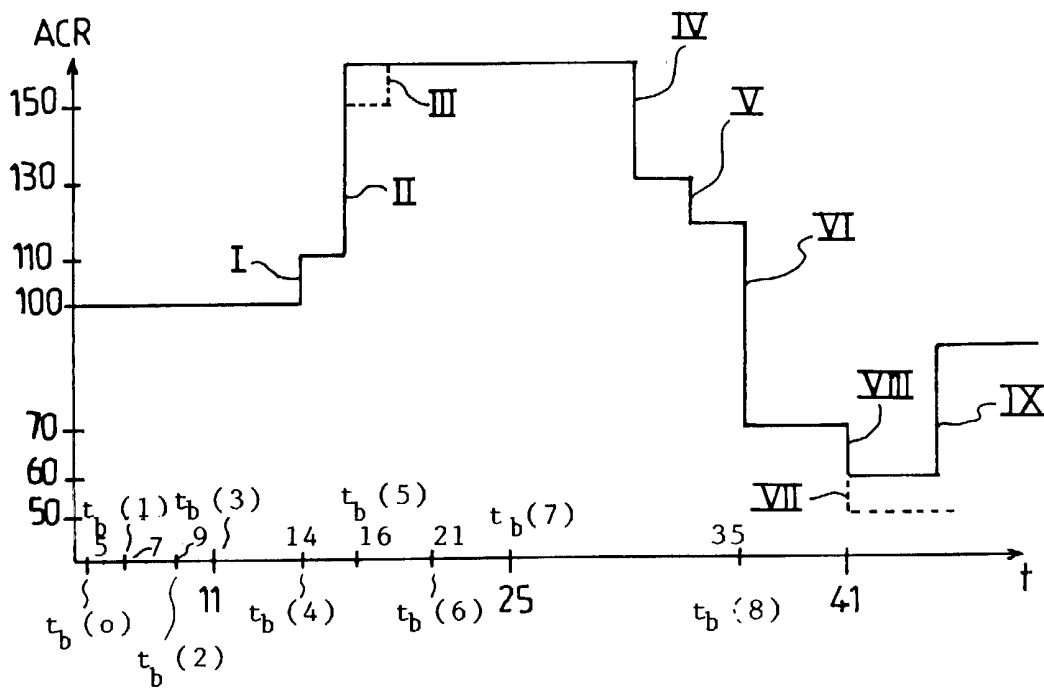 ACR
IV
150
III
V
130
II
VI
110
I
100
VIII
IX
70
60
VII
50
t_b (1) t_b (3) t_b (5) t_b (7)
5 7 9 14 16 21 35
11 25 41 t
t_b (o) t_b (4) t_b (6) t_b (8)
t_b (2)